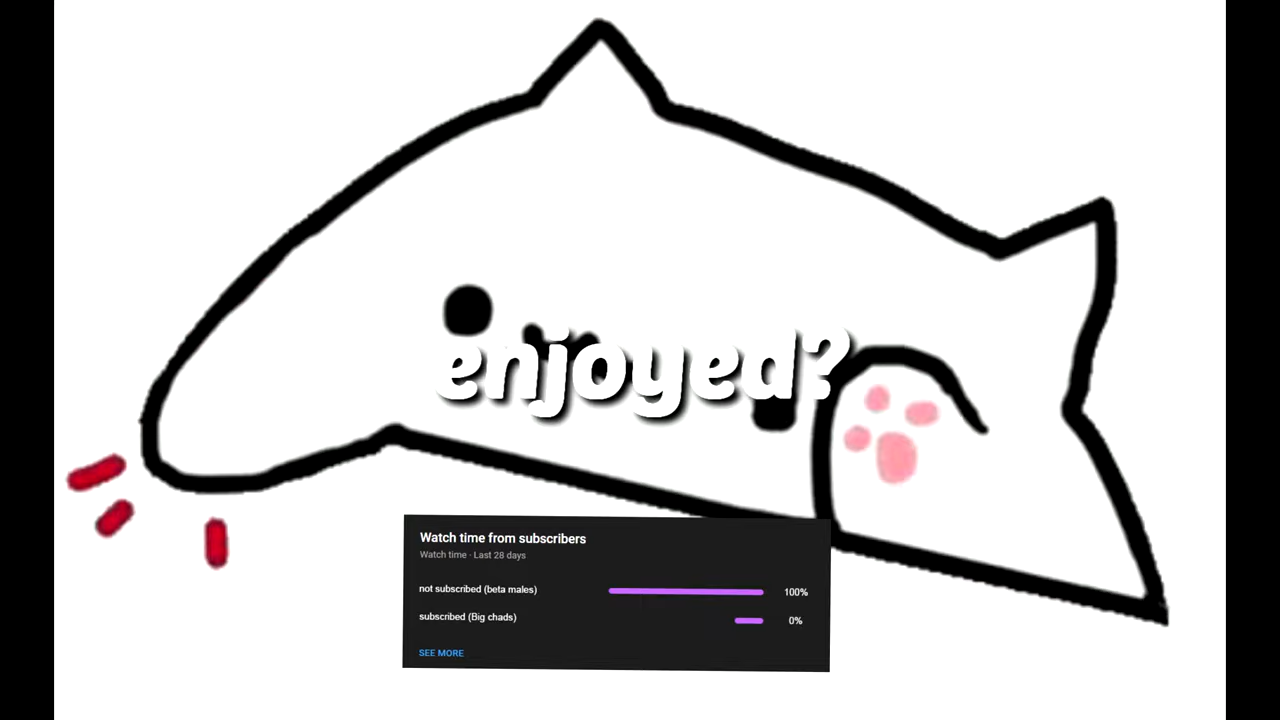 enjoyed?
Watch time from subscribers
Watch time · Last 28 days
not subscribed (beta males) 100%
subscribed (Big chads) 0%
SEE MORE